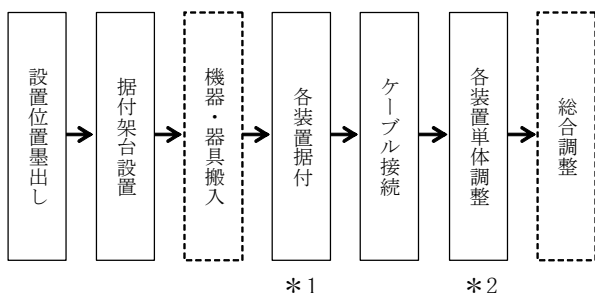 設置位置墨出し
据付架台設置
機器・器具搬入
各装置据付
ケーブル接続
各装置単体調整
総合調整
＊1
＊2